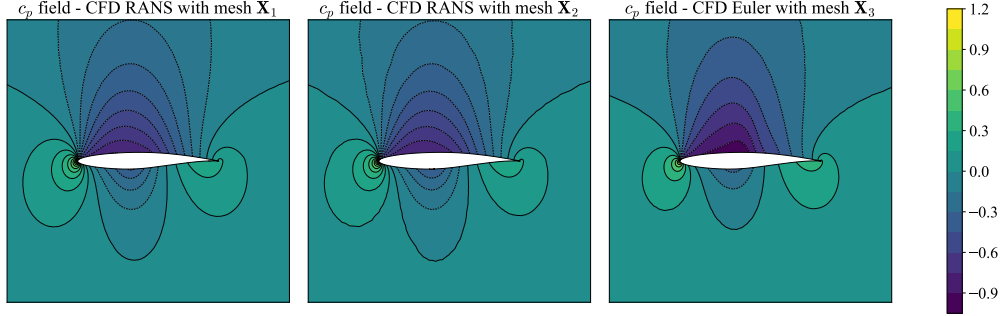 c_p field - CFD RANS with mesh X_1
c_p field - CFD RANS with mesh X_2
c_p field - CFD Euler with mesh X_3
1.2
0.9
0.6
0.3
0.0
−0.3
−0.6
−0.9